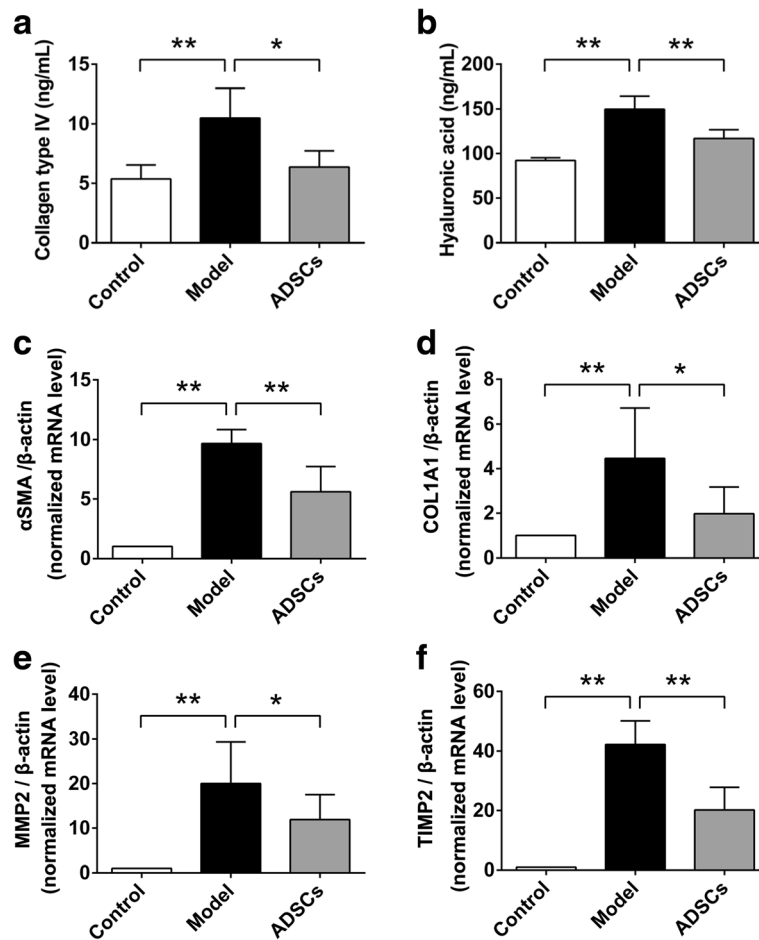 a
Collagen type IV (ng/mL)
15
10
5
0
** *
Control Model ADSCs
b
Hyaluronic acid (ng/mL)
200
150
100
50
0
** **
Control Model ADSCs
c
αSMA /β-actin
(normalized mRNA level)
15
10
5
0
** **
Control Model ADSCs
d
COL1A1 /β-actin
(normalized mRNA level)
8
6
4
2
0
** *
Control Model ADSCs
e
MMP2 / β-actin
(normalized mRNA level)
40
30
20
10
0
** *
Control Model ADSCs
f
TIMP2 / β-actin
(normalized mRNA level)
60
40
20
0
** **
Control Model ADSCs